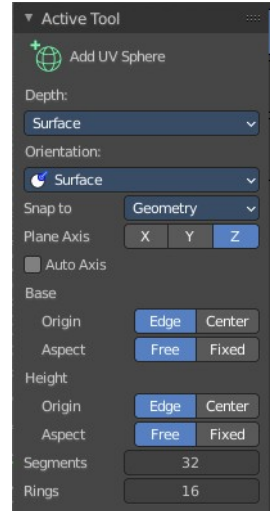 Active Tool
Add UV Sphere
Depth:
Surface
Orientation:
Surface
Snap to Geometry
Plane Axis X Y Z
Auto Axis
Base
Origin Edge Center
Aspect Free Fixed
Height
Origin Edge Center
Aspect Free Fixed
Segments 32
Rings 16